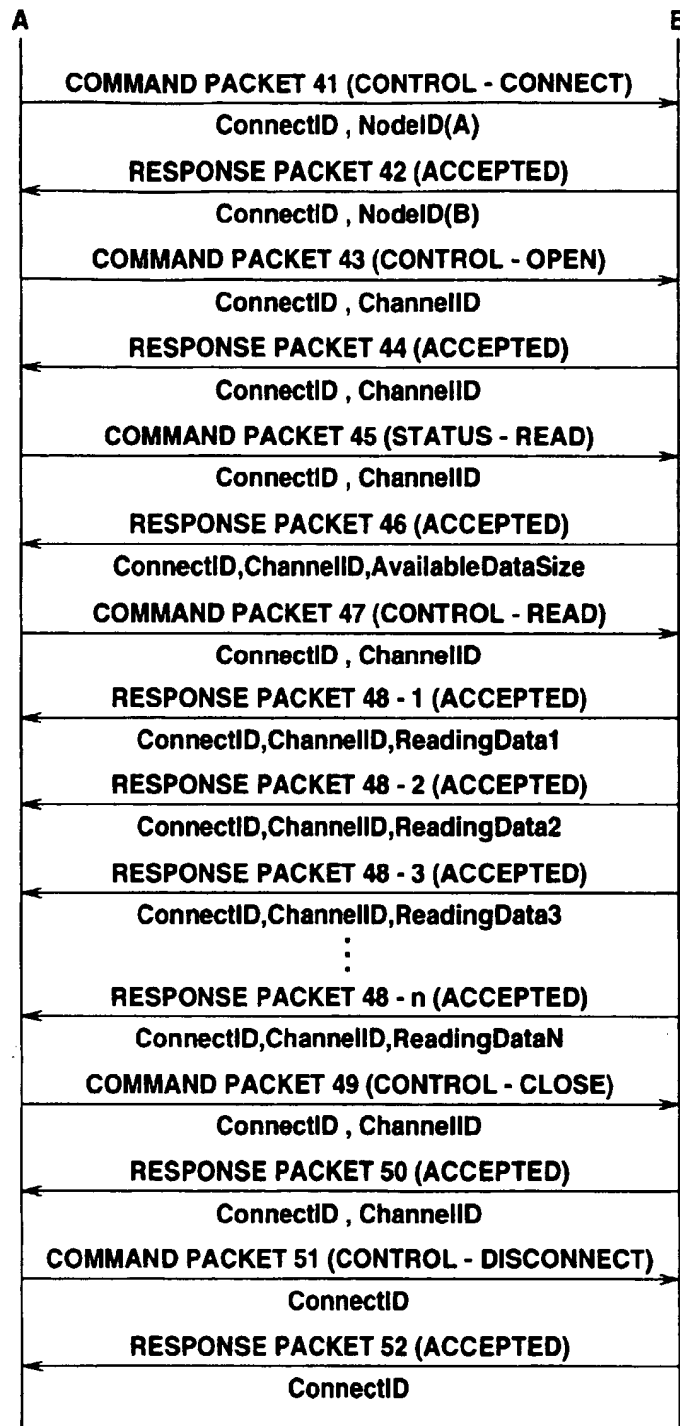 A B
COMMAND PACKET 41 (CONTROL - CONNECT)
ConnectID , NodeID(A)
RESPONSE PACKET 42 (ACCEPTED)
ConnectID , NodeID(B)
COMMAND PACKET 43 (CONTROL - OPEN)
ConnectID , ChannelID
RESPONSE PACKET 44 (ACCEPTED)
ConnectID , ChannelID
COMMAND PACKET 45 (STATUS - READ)
ConnectID , ChannelID
RESPONSE PACKET 46 (ACCEPTED)
ConnectID,ChannelID,AvailableDataSize
COMMAND PACKET 47 (CONTROL - READ)
ConnectID , ChannelID
RESPONSE PACKET 48 - 1 (ACCEPTED)
ConnectID,ChannelID,ReadingData1
RESPONSE PACKET 48 - 2 (ACCEPTED)
ConnectID,ChannelID,ReadingData2
RESPONSE PACKET 48 - 3 (ACCEPTED)
ConnectID,ChannelID,ReadingData3
RESPONSE PACKET 48 - n (ACCEPTED)
ConnectID,ChannelID,ReadingDataN
COMMAND PACKET 49 (CONTROL - CLOSE)
ConnectID , ChannelID
RESPONSE PACKET 50 (ACCEPTED)
ConnectID , ChannelID
COMMAND PACKET 51 (CONTROL - DISCONNECT)
ConnectID
RESPONSE PACKET 52 (ACCEPTED)
ConnectID